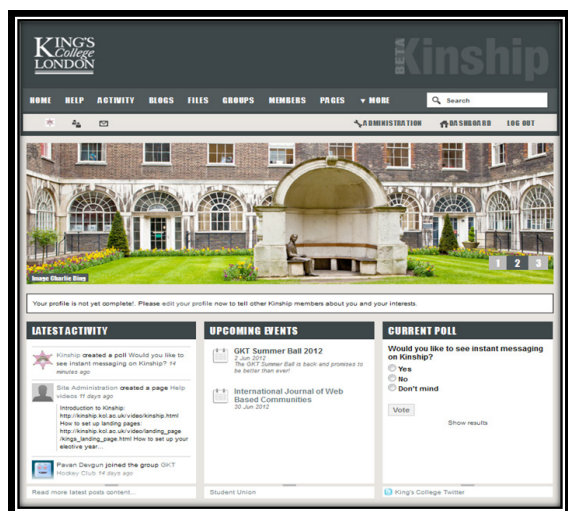 KING'S
College
LONDON
BETA
Kinship
HOME HELP ACTIVITY BLOGS FILES GROUPS MEMBERS PAGES ▾ MORE Search
ADMINISTRATION DASHBOARD LOG OUT
Image Charlie Bing
1 2 3
Your profile is not yet complete!. Please edit your profile now to tell other Kinship members about you and your interests.
LATEST ACTIVITY
Kinship created a poll Would you like to
see instant messaging on Kinship? 14
minutes ago
Site Administration created a page Help
videos 11 days ago
Introduction to Kinship:
http://kinship.kcl.ac.uk/video/kinship.html
How to set up landing pages:
http://kinship.kcl.ac.uk/video/landing_page
/kings_landing_page.html How to set up your
elective year...
Pavan Devgun joined the group GKT
Hockey Club 14 days ago
Read more latest posts content...
UPCOMING EVENTS
GKT Summer Ball 2012
2 Jun 2012
The GKT Summer Ball is back and promises to
be better than ever!
International Journal of Web
Based Communities
30 Jun 2012
Student Union
CURRENT POLL
Would you like to see instant messaging
on Kinship?
Yes
No
Don't mind
Vote
Show results
King's College Twitter